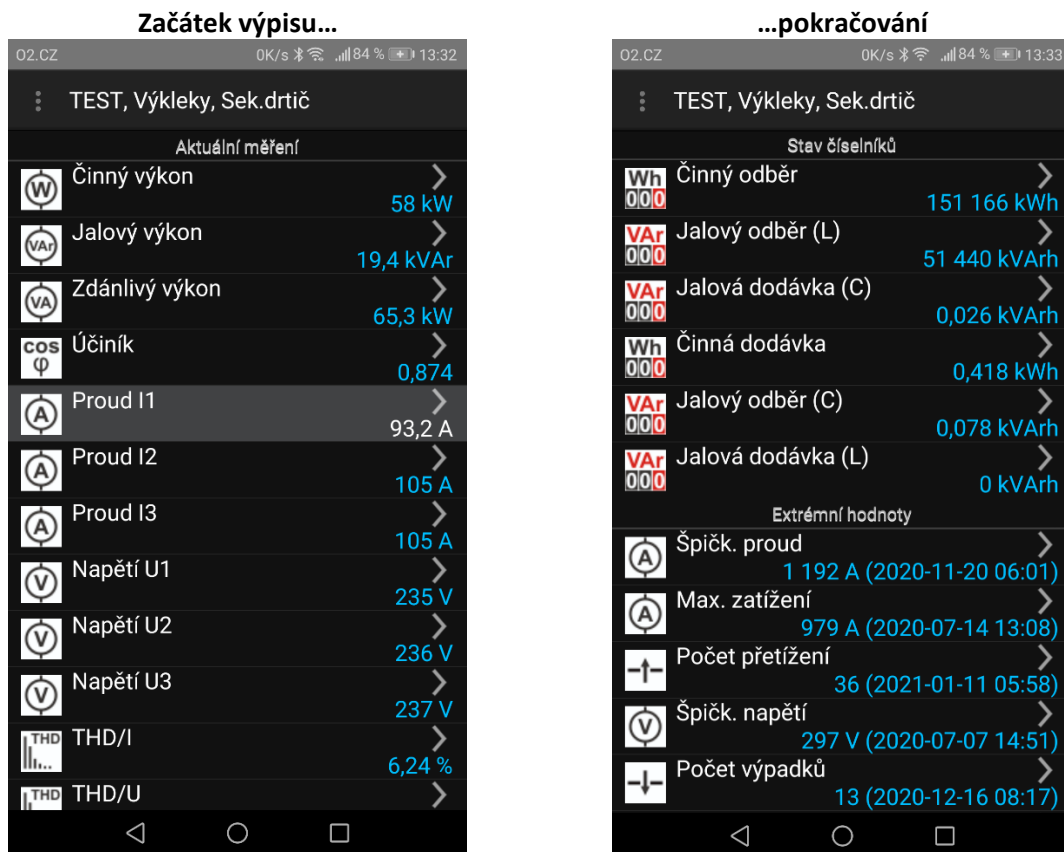 Začátek výpisu…
O2.CZ 0K/s 84 % 13:32
TEST, Výkleky, Sek.drtič
Aktuální měření
W
Činný výkon
58 kW
VAr
Jalový výkon
19,4 kVAr
VA
Zdánlivý výkon
65,3 kW
cos φ
Účiník
0,874
A
Proud I1
93,2 A
A
Proud I2
105 A
A
Proud I3
105 A
V
Napětí U1
235 V
V
Napětí U2
236 V
V
Napětí U3
237 V
THD
THD/I
6,24 %
THD
THD/U
…pokračování
O2.CZ 0K/s 84 % 13:33
TEST, Výkleky, Sek.drtič
Stav číselníků
Wh 000
Činný odběr
151 166 kWh
VAr 000
Jalový odběr (L)
51 440 kVArh
VAr 000
Jalová dodávka (C)
0,026 kVArh
Wh 000
Činná dodávka
0,418 kWh
VAr 000
Jalový odběr (C)
0,078 kVArh
VAr 000
Jalová dodávka (L)
0 kVArh
Extrémní hodnoty
A
Špičk. proud
1 192 A (2020-11-20 06:01)
A
Max. zatížení
979 A (2020-07-14 13:08)
Počet přetížení
36 (2021-01-11 05:58)
V
Špičk. napětí
297 V (2020-07-07 14:51)
Počet výpadků
13 (2020-12-16 08:17)